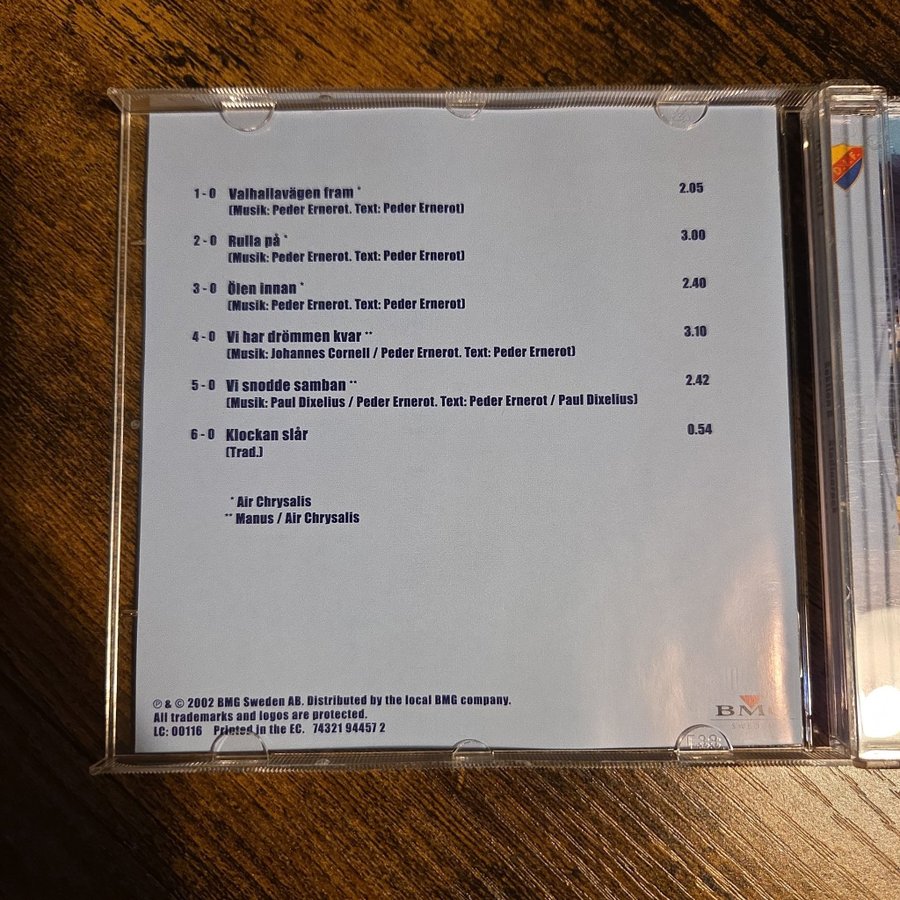 1-0 Valhallavägen fram * 2.05
(Musik: Peder Ernerot. Text: Peder Ernerot)
2-0 Rulla på * 3.00
(Musik: Peder Ernerot. Text: Peder Ernerot)
3-0 Ölen innan * 2.40
(Musik: Peder Ernerot. Text: Peder Ernerot)
4-0 Vi har drömmen kvar ** 3.10
(Musik: Johannes Cornell / Peder Ernerot. Text: Peder Ernerot)
5-0 Vi snodde samban ** 2.42
(Musik: Paul Dixelius / Peder Ernerot. Text: Peder Ernerot / Paul Dixelius)
6-0 Klockan slår 0.54
(Trad.)
* Air Chrysalis
** Manus / Air Chrysalis
℗ & © 2002 BMG Sweden AB. Distributed by the local BMG company.
All trademarks and logos are protected.
LC: 00116 Printed in the EC. 74321 94457 2
BMG
SWEDEN
D.I.F.